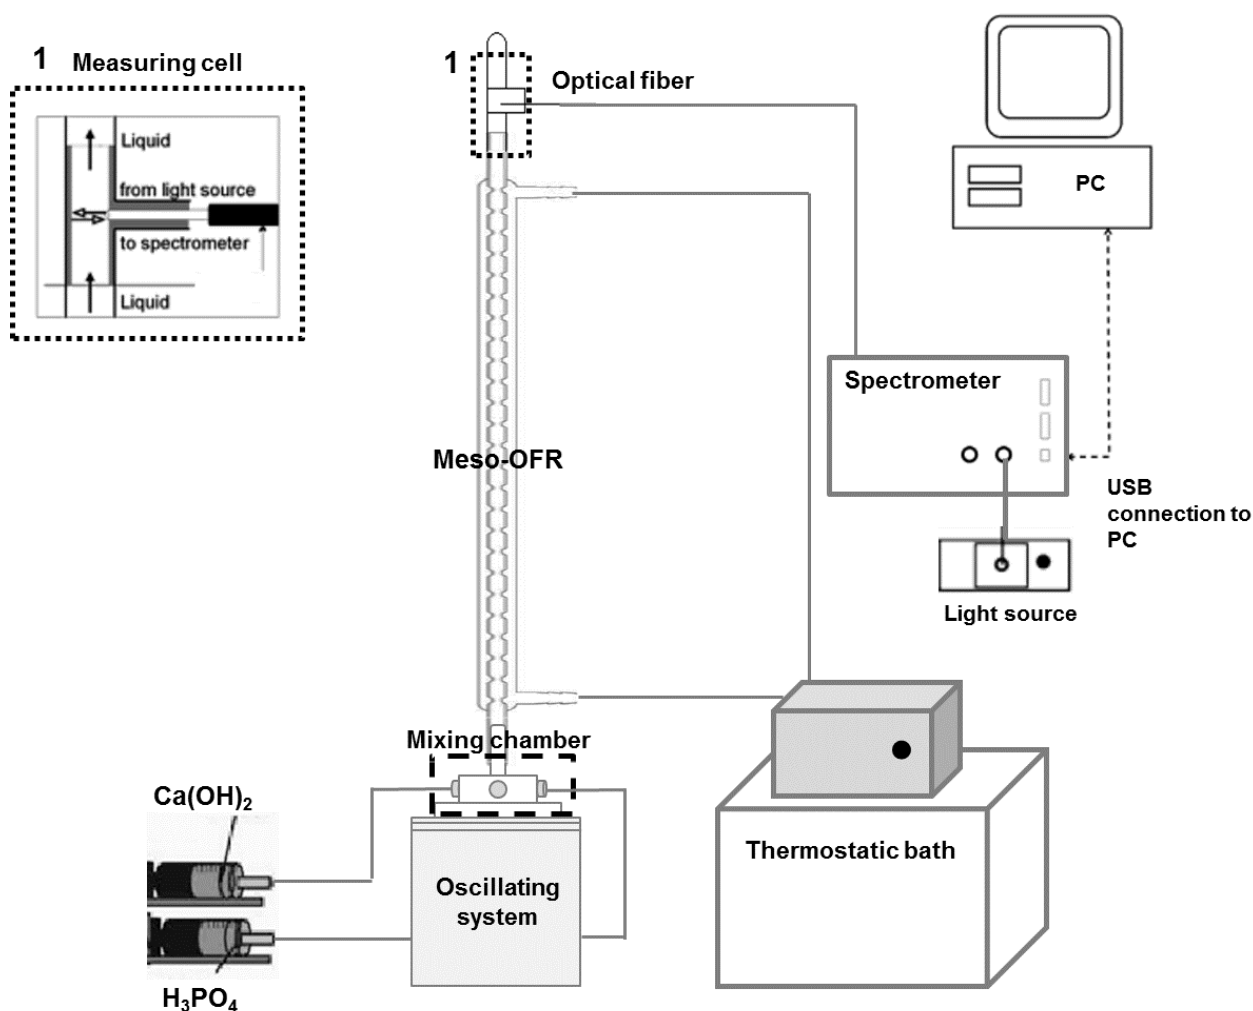 1 Measuring cell
Liquid
from light source
to spectrometer
Liquid
1
Optical fiber
PC
Spectrometer
Meso-OFR
USB
connection to
PC
Light source
Mixing chamber
Ca(OH)₂
Oscillating
system
Thermostatic bath
H₃PO₄